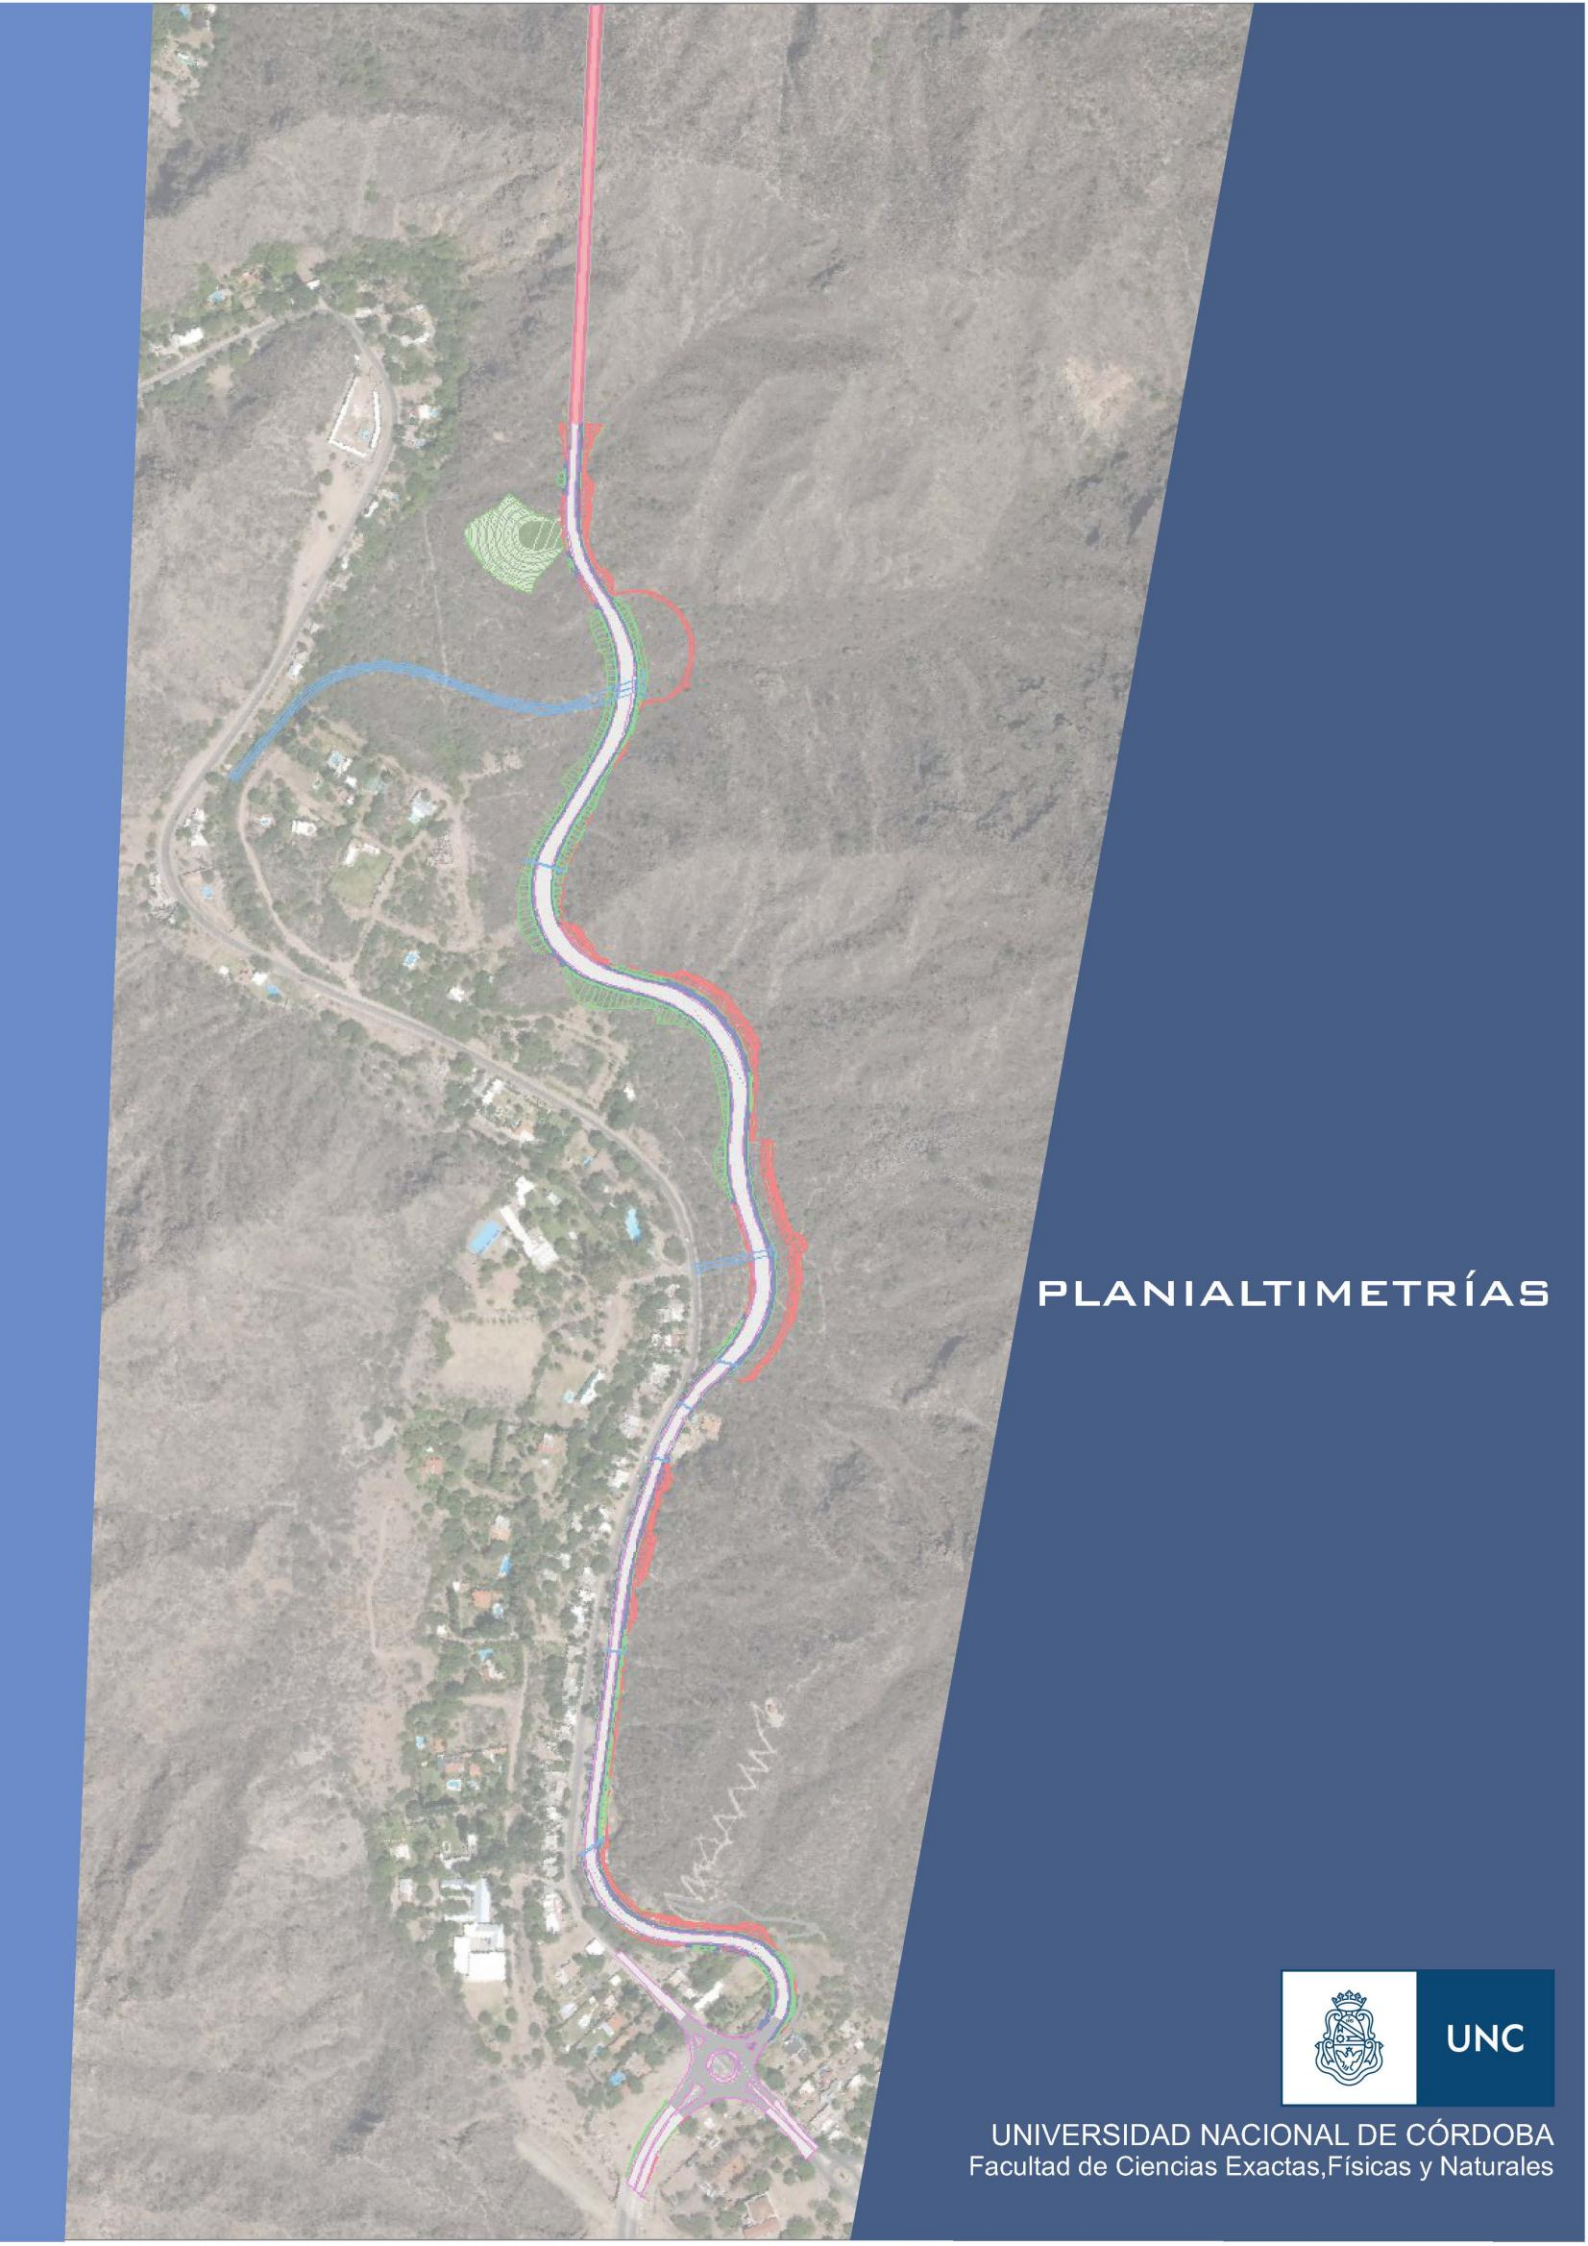 PLANIALTIMETRÍAS
UNC
UNIVERSIDAD NACIONAL DE CÓRDOBA
Facultad de Ciencias Exactas,Físicas y Naturales